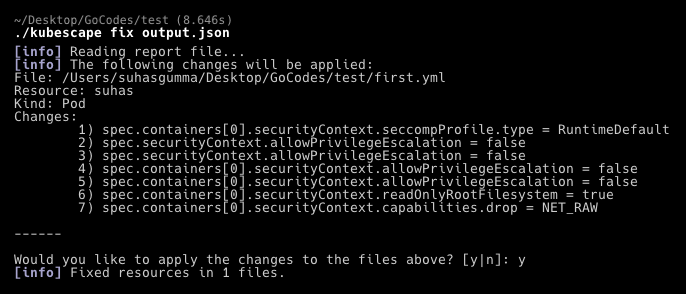 ~/Desktop/GoCodes/test (8.646s)
./kubescape fix output.json
[info] Reading report file...
[info] The following changes will be applied:
File: /Users/suhasgumma/Desktop/GoCodes/test/first.yml
Resource: suhas
Kind: Pod
Changes:
1) spec.containers[0].securityContext.seccompProfile.type = RuntimeDefault
2) spec.securityContext.allowPrivilegeEscalation = false
3) spec.securityContext.allowPrivilegeEscalation = false
4) spec.containers[0].securityContext.allowPrivilegeEscalation = false
5) spec.containers[0].securityContext.allowPrivilegeEscalation = false
6) spec.containers[0].securityContext.readOnlyRootFilesystem = true
7) spec.containers[0].securityContext.capabilities.drop = NET_RAW
------
Would you like to apply the changes to the files above? [y|n]: y
[info] Fixed resources in 1 files.